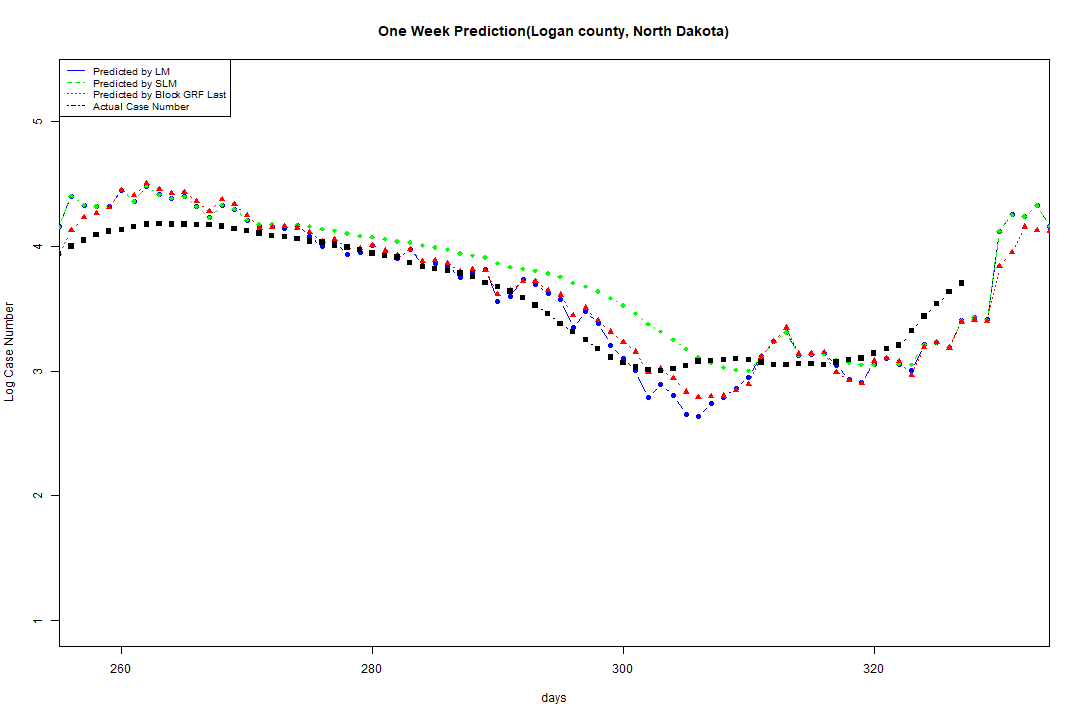 One Week Prediction(Logan county, North Dakota)
Predicted by LM
Predicted by SLM
Predicted by Block GRF Last
Actual Case Number
5
4
3
2
1
Log Case Number
260 280 300 320
days